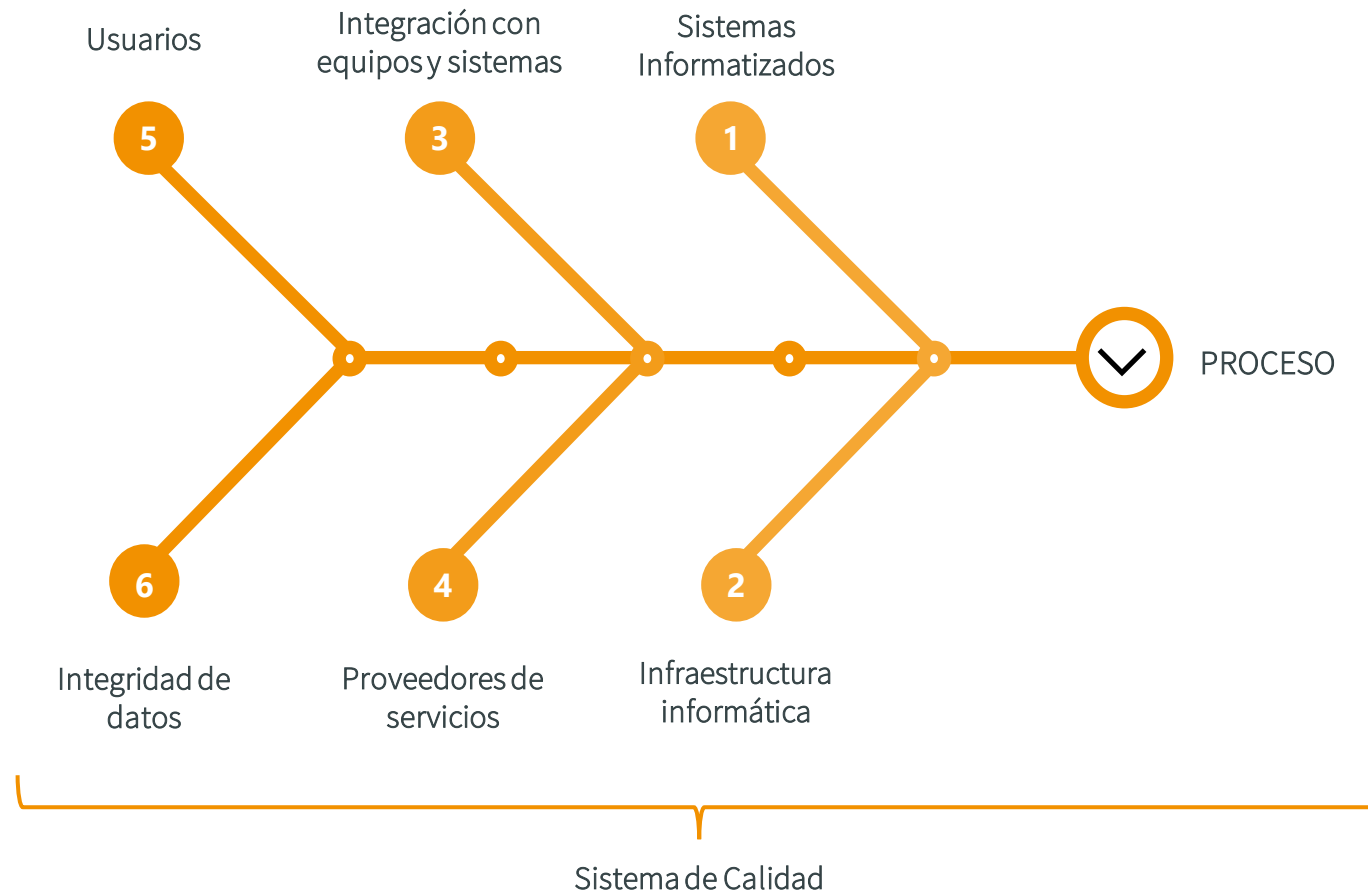 Usuarios
Integración con
equipos y sistemas
Sistemas
Informatizados
5
3
1
PROCESO
6
4
2
Integridad de
datos
Proveedores de
servicios
Infraestructura
informática
Sistema de Calidad